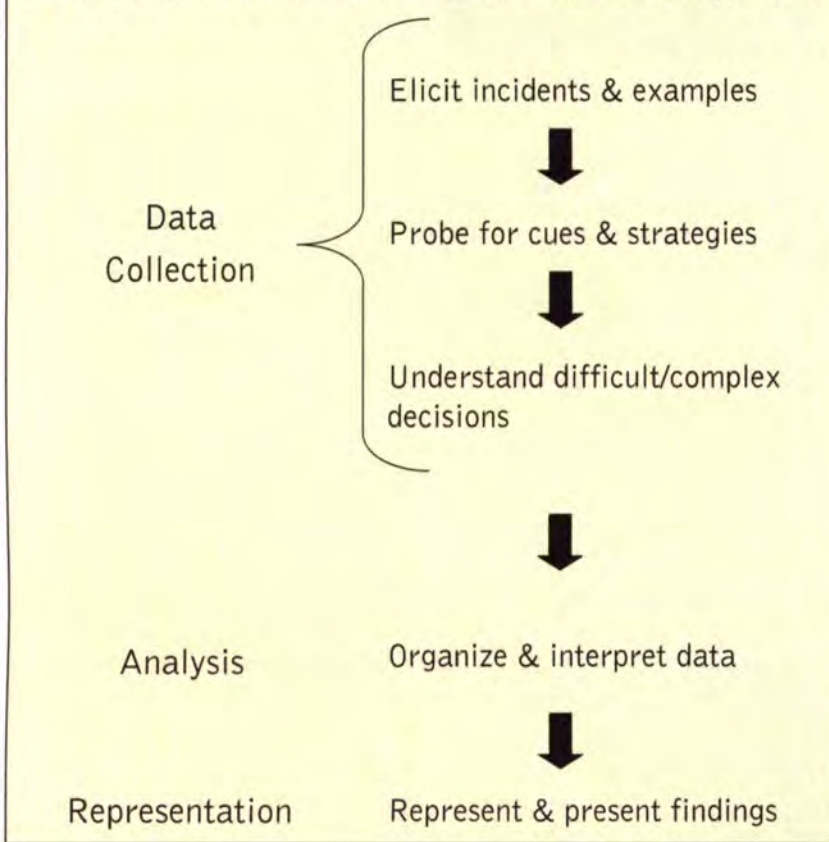 Elicit incidents & examples
Data
Collection
Probe for cues & strategies
Understand difficult/complex
decisions
Analysis
Organize & interpret data
Representation
Represent & present findings